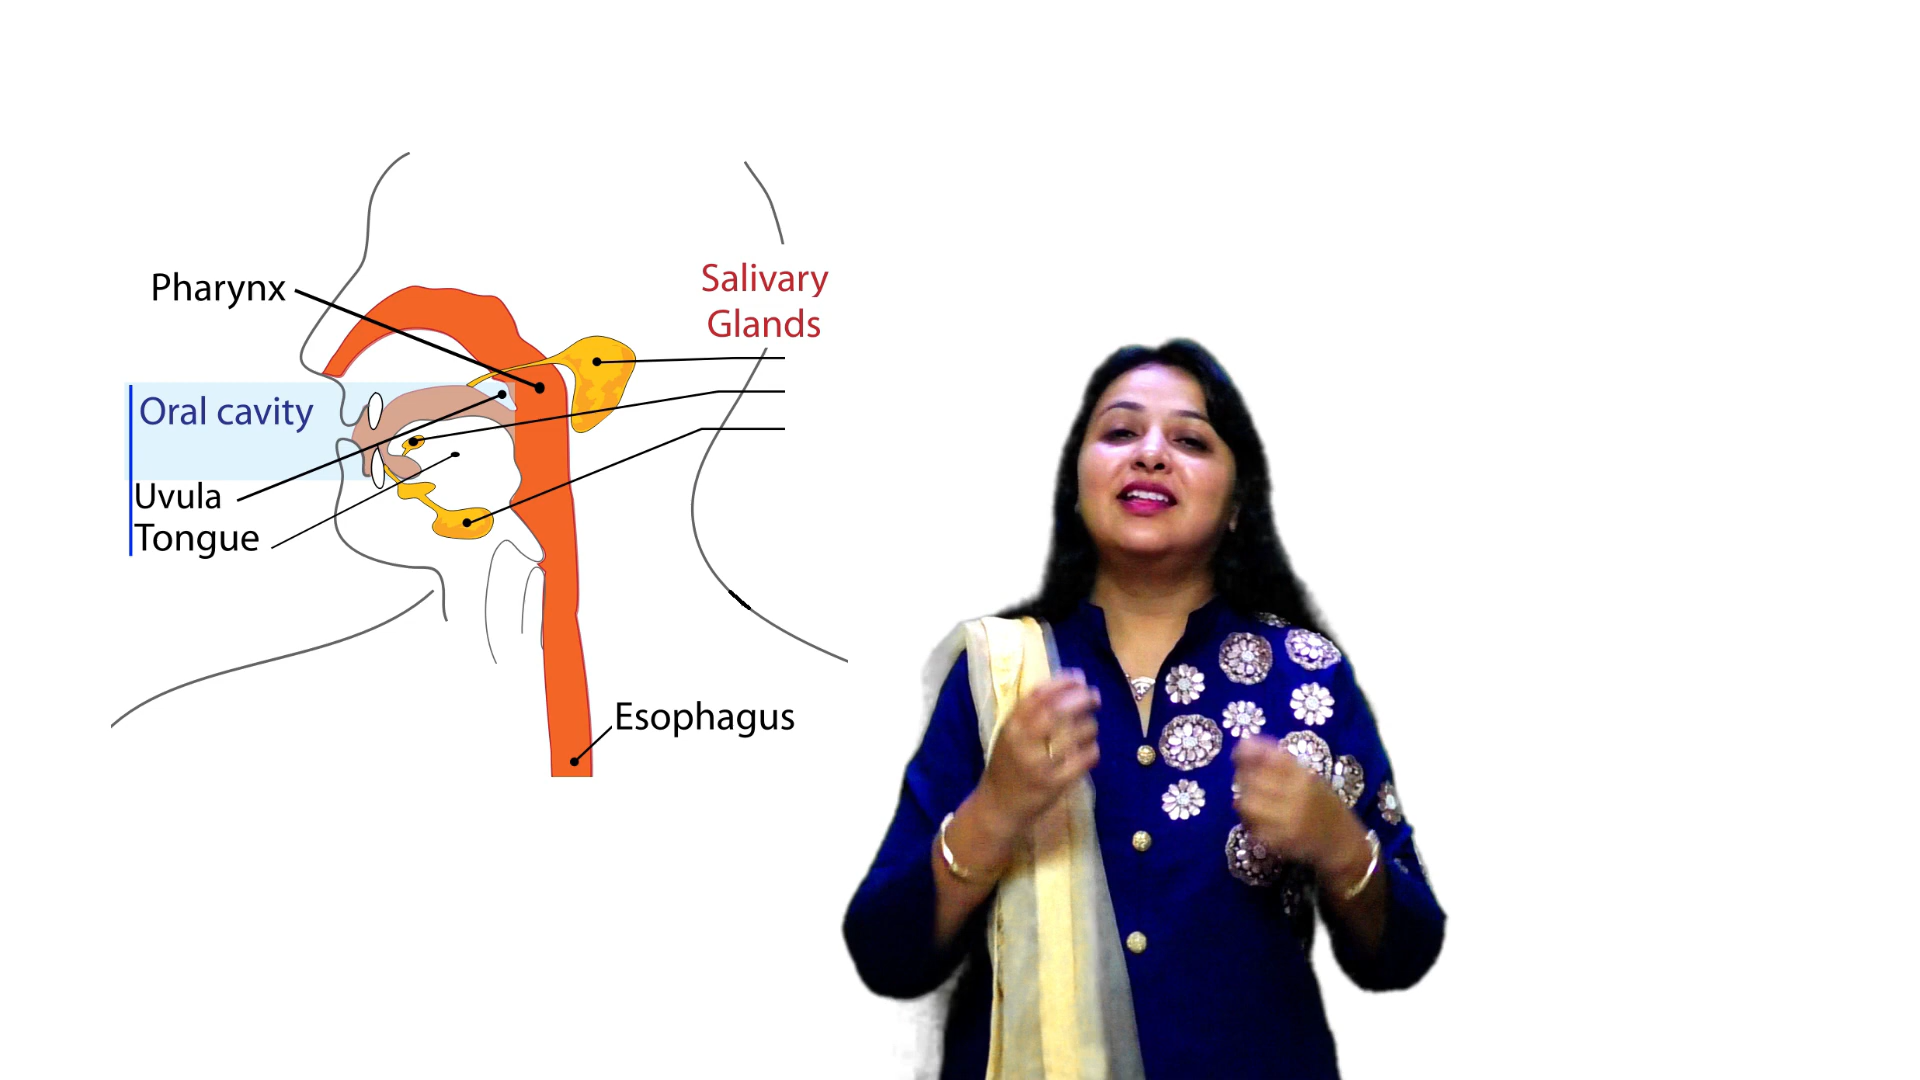 Pharynx
Salivary
Glands
Oral cavity
Uvula
Tongue
Esophagus